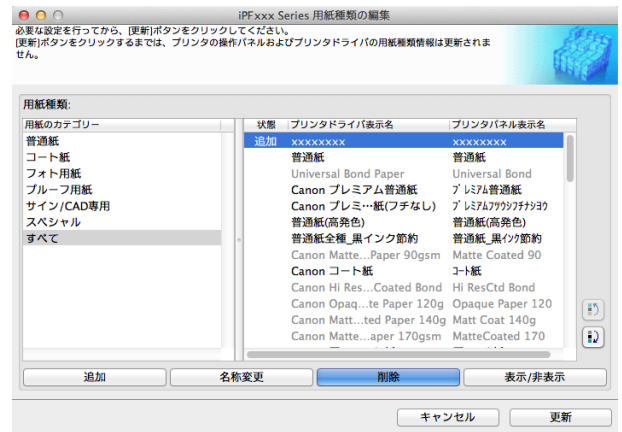 iPFxxx Series 用紙種類の編集
必要な設定を行ってから、[更新]ボタンをクリックしてください。
[更新]ボタンをクリックするまでは、プリンタの操作パネルおよびプリンタドライバの用紙種類情報は更新されま
せん。
用紙種類:
用紙のカテゴリー
普通紙
コート紙
フォト用紙
プルーフ用紙
サイン/CAD専用
スペシャル
すべて
状態 プリンタドライバ表示名 プリンタパネル表示名
追加 xxxxxxxx xxxxxxxx
普通紙 普通紙
Universal Bond Paper Universal Bond
Canon プレミアム普通紙 プレミアム普通紙
Canon プレミ…紙(フチなし) プレミアムフツウシフチナシヨウ
普通紙(高発色) 普通紙(高発色)
普通紙全種_黒インク節約 普通紙_黒インク節約
Canon Matte...Paper 90gsm Matte Coated 90
Canon コート紙 コート紙
Canon Hi Res...Coated Bond Hi ResCtd Bond
Canon Opaq...te Paper 120g Opaque Paper 120
Canon Matt...ted Paper 140g Matt Coat 140g
Canon Matte...aper 170gsm MatteCoated 170
追加 名称変更 削除 表示/非表示
キャンセル 更新